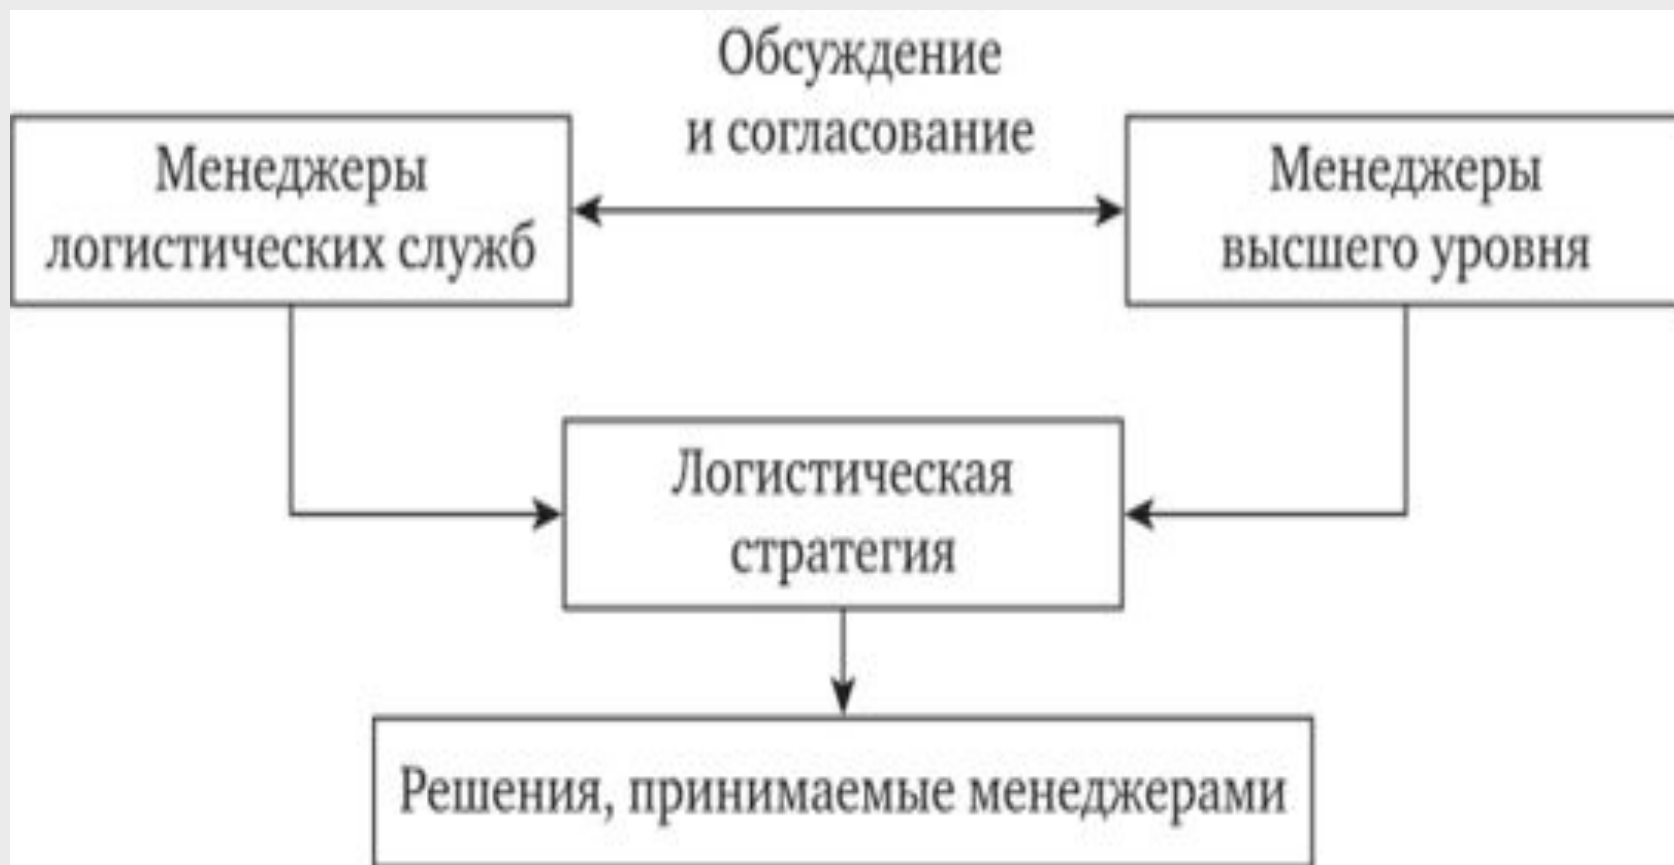 Обсуждение
и согласование
Менеджеры
логистических служб
Менеджеры
высшего уровня
Логистическая
стратегия
Решения, принимаемые менеджерами